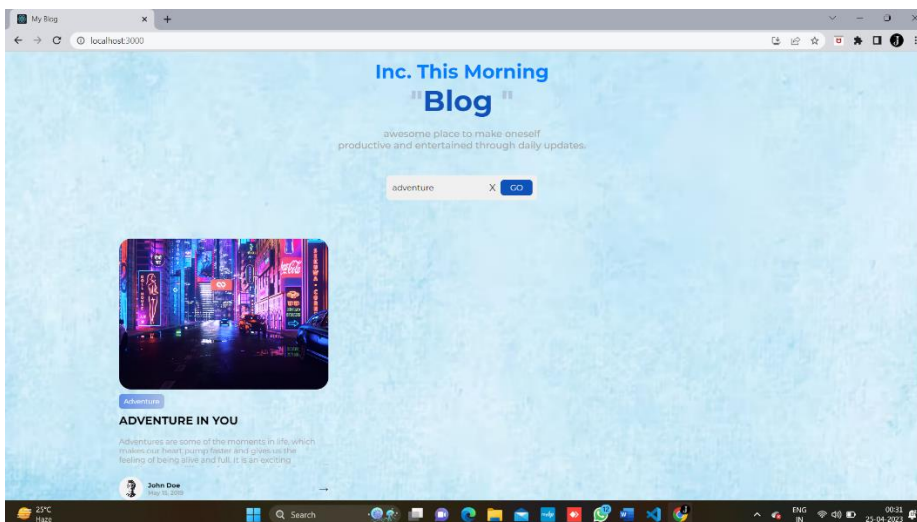 My Blog
localhost:3000
Inc. This Morning
"Blog "
awesome place to make oneself
productive and entertained through daily updates.
adventure X GO
Coca-Cola
Adventure
ADVENTURE IN YOU
Adventures are some of the moments in life, which
makes our heart pump faster and gives us the
feeling of being alive and full. It is an exciting
John Doe
25°C
Haze
Search
ENG
IN
00:31
25-04-2023